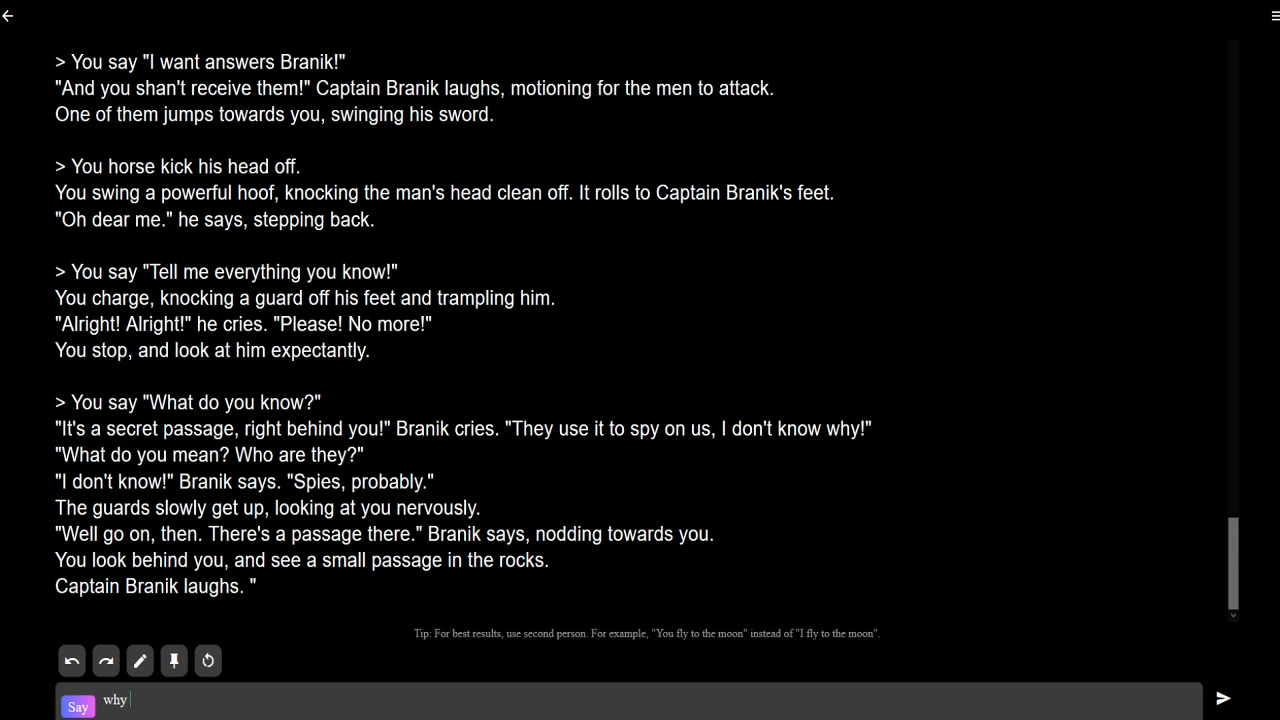 > You say "I want answers Branik!"
"And you shan't receive them!" Captain Branik laughs, motioning for the men to attack.
One of them jumps towards you, swinging his sword.
> You horse kick his head off.
You swing a powerful hoof, knocking the man's head clean off. It rolls to Captain Branik's feet.
"Oh dear me." he says, stepping back.
> You say "Tell me everything you know!"
You charge, knocking a guard off his feet and trampling him.
"Alright! Alright!" he cries. "Please! No more!"
You stop, and look at him expectantly.
> You say "What do you know?"
"It's a secret passage, right behind you!" Branik cries. "They use it to spy on us, I don't know why!"
"What do you mean? Who are they?"
"I don't know!" Branik says. "Spies, probably."
The guards slowly get up, looking at you nervously.
"Well go on, then. There's a passage there." Branik says, nodding towards you.
You look behind you, and see a small passage in the rocks.
Captain Branik laughs. "
Tip: For best results, use second person. For example, "You fly to the moon" instead of "I fly to the moon".
Say why